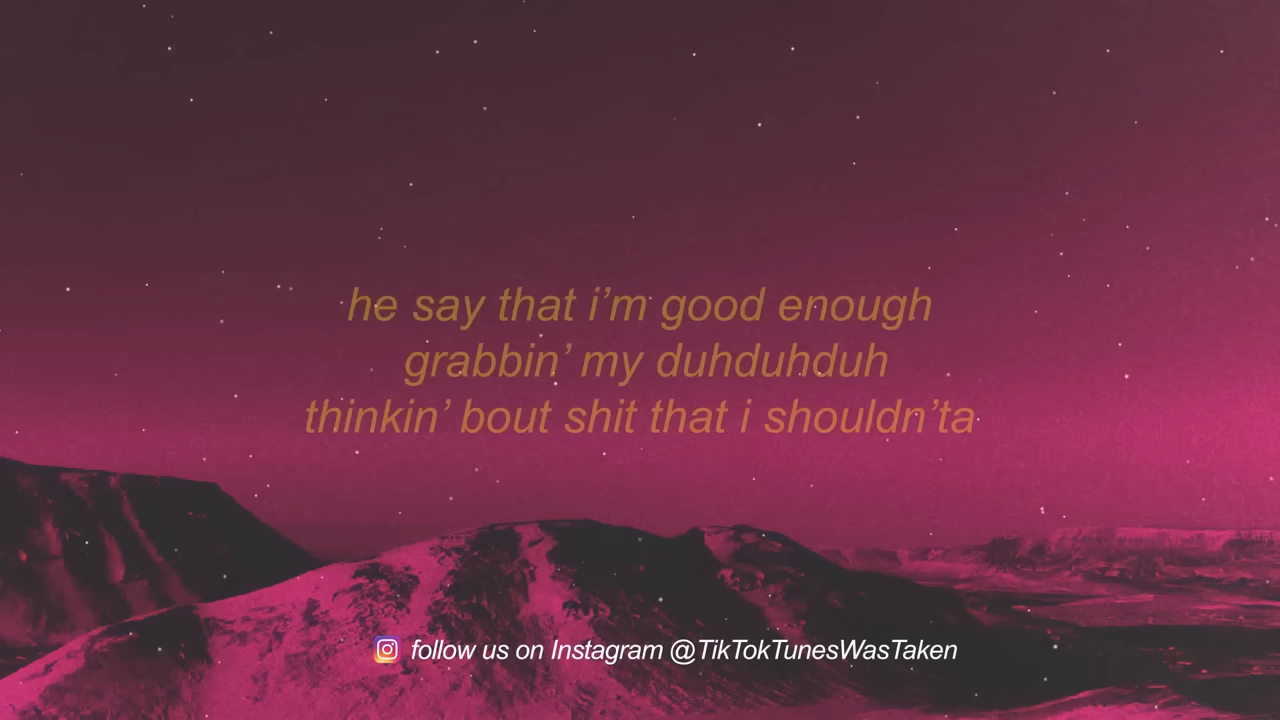 he say that i’m good enough
grabbin’ my duhduhduh
thinkin’ bout shit that i shouldn’ta
follow us on Instagram @TikTokTunesWasTaken